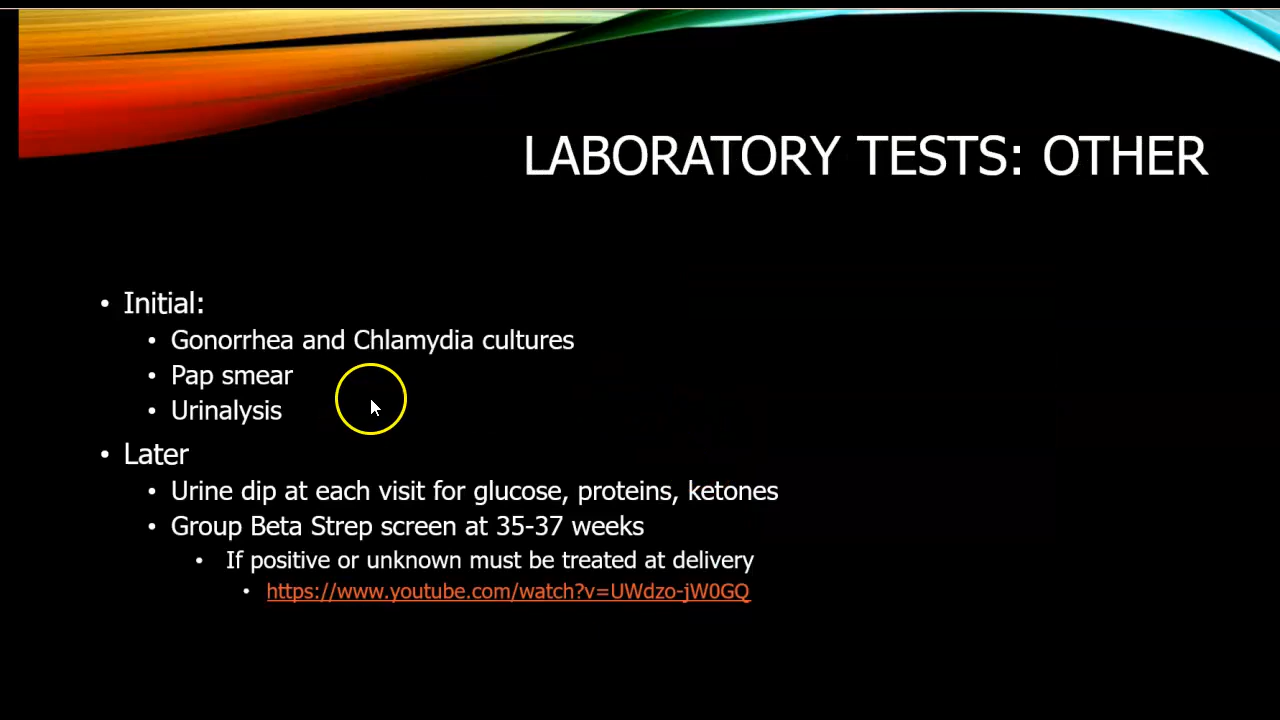 LABORATORY TESTS: OTHER
• Initial:
• Gonorrhea and Chlamydia cultures
• Pap smear
• Urinalysis
• Later
• Urine dip at each visit for glucose, proteins, ketones
• Group Beta Strep screen at 35-37 weeks
• If positive or unknown must be treated at delivery
• https://www.youtube.com/watch?v=UWdzo-jW0GQ